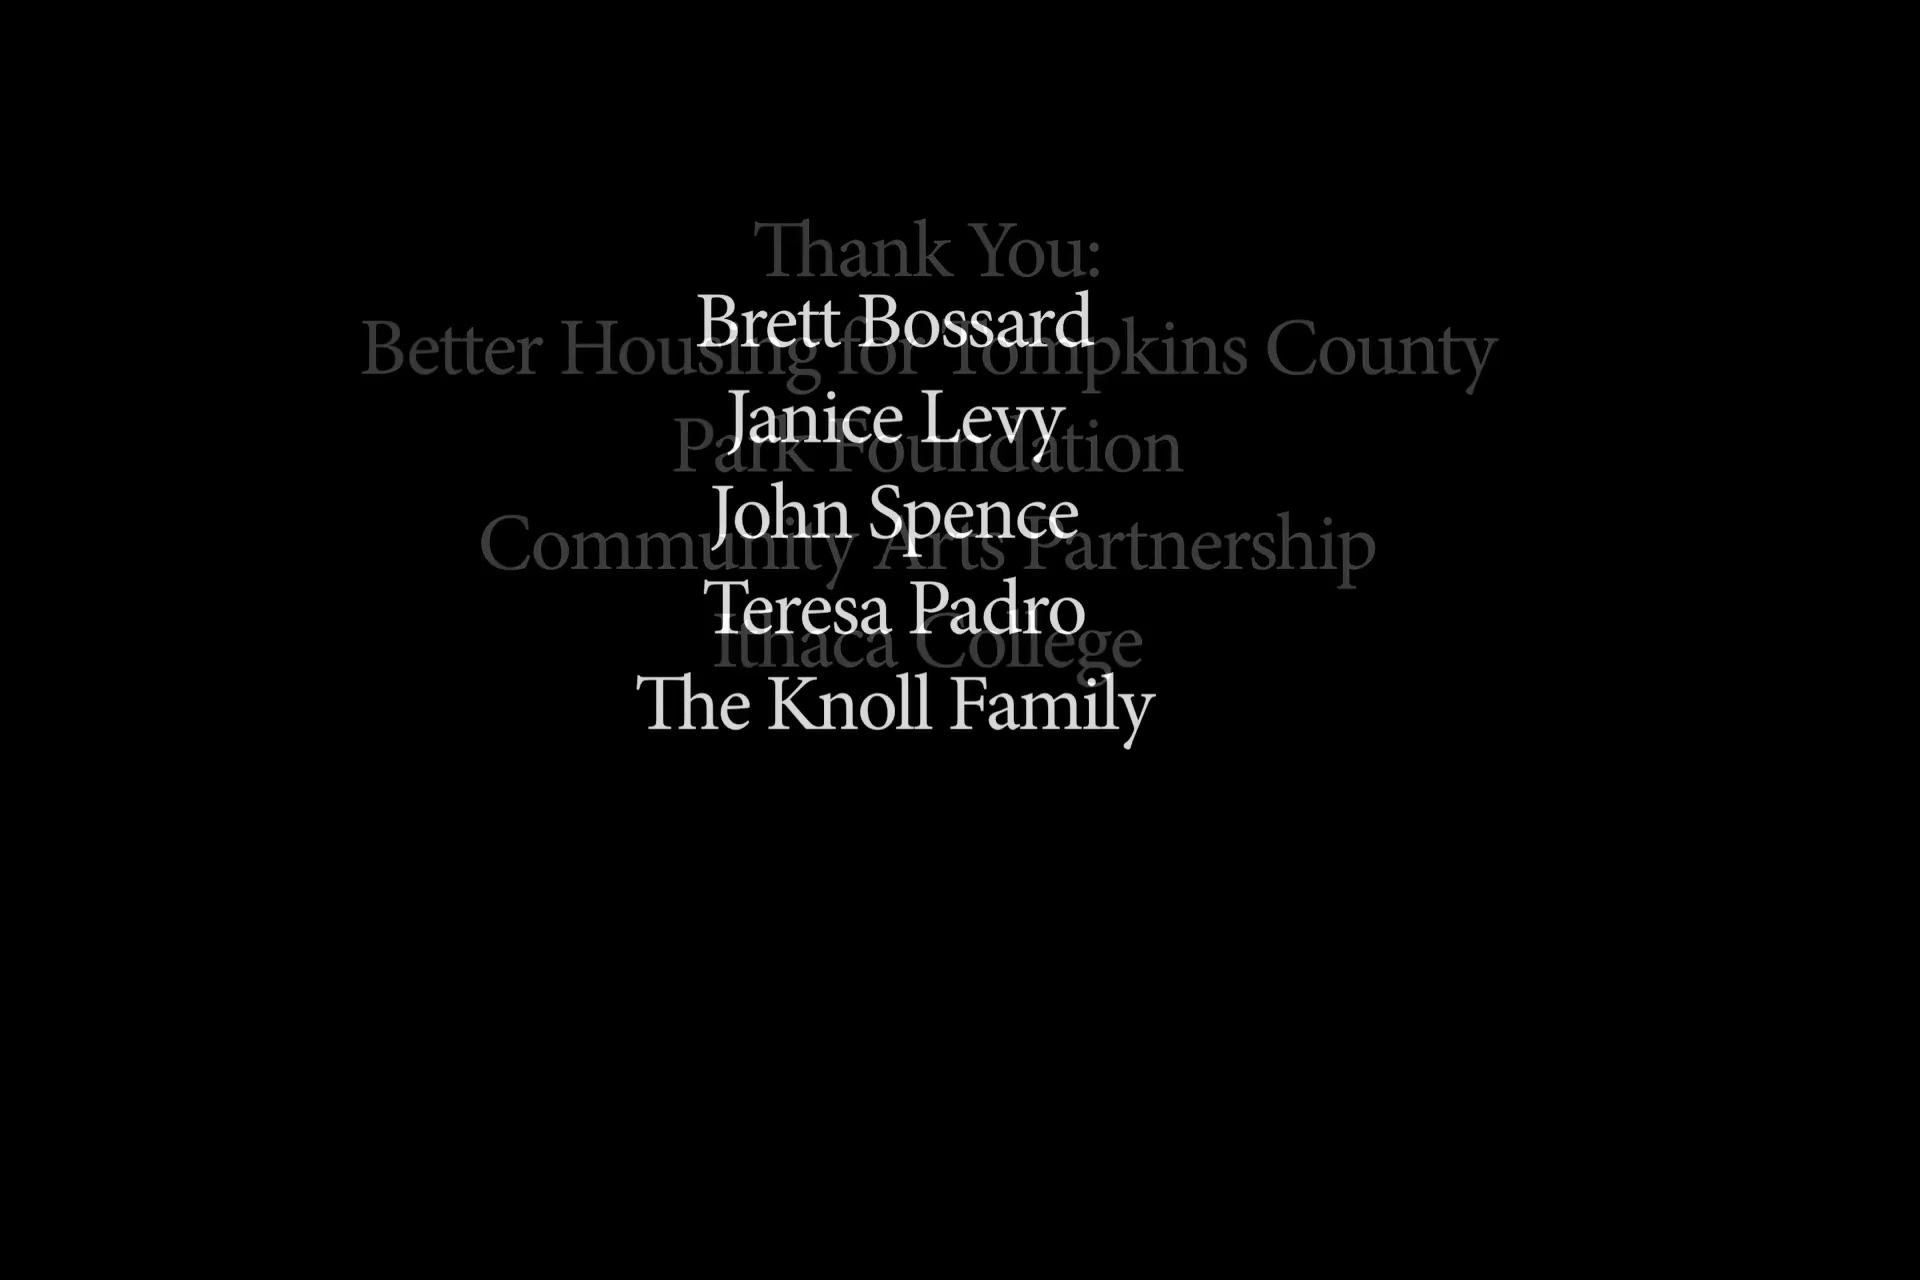 Thank You:
Brett Bossard
Better Housing for Tompkins County
Janice Levy
Park Foundation
John Spence
Community Arts Partnership
Teresa Padro
Ithaca College
The Knoll Family